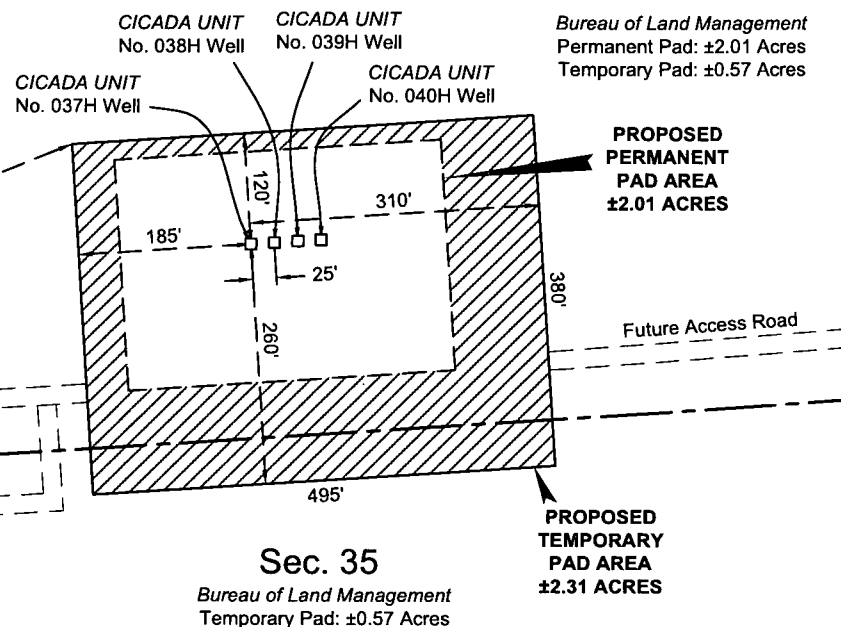 CICADA UNIT
No. 038H Well
CICADA UNIT
No. 039H Well
Bureau of Land Management
Permanent Pad: ±2.01 Acres
Temporary Pad: ±0.57 Acres
CICADA UNIT
No. 037H Well
CICADA UNIT
No. 040H Well
PROPOSED
PERMANENT
PAD AREA
±2.01 ACRES
120'
310'
185'
25'
380'
260'
Future Access Road
495'
PROPOSED
TEMPORARY
PAD AREA
±2.31 ACRES
Sec. 35
Bureau of Land Management
Temporary Pad: ±0.57 Acres